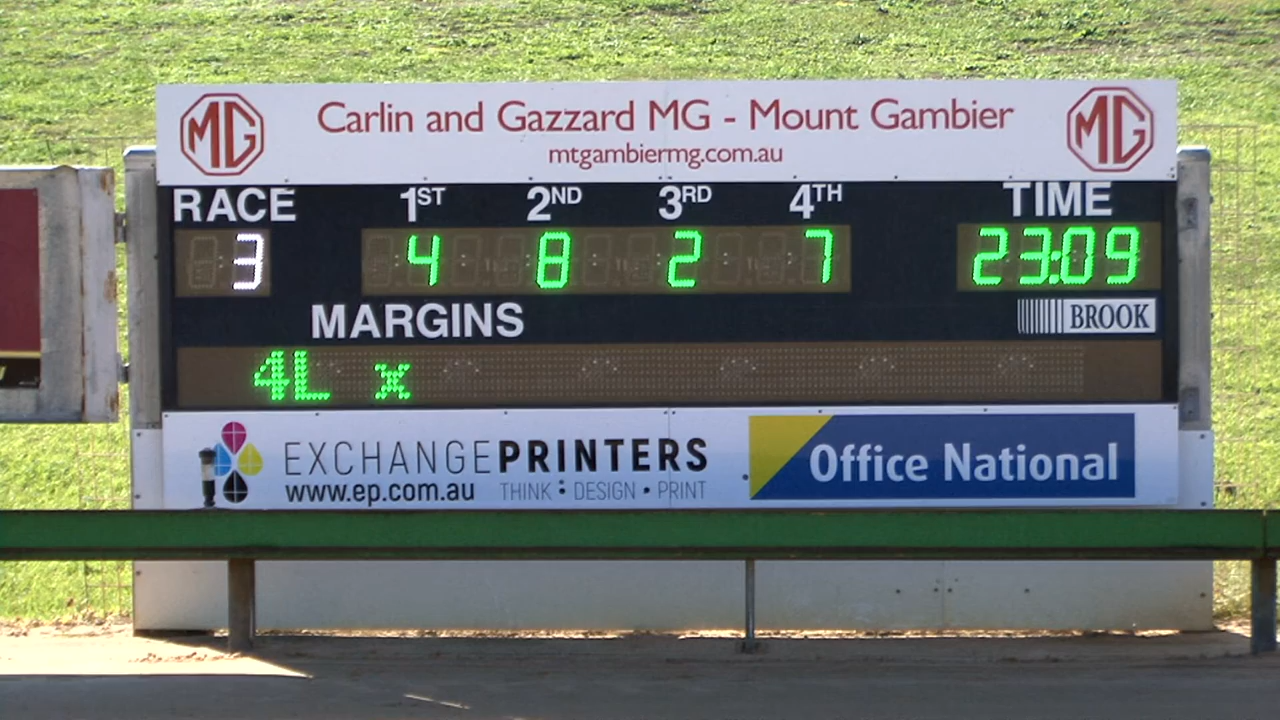 MG Carlin and Gazzard MG - Mount Gambier MG
mtgambiermg.com.au
RACE 1ST 2ND 3RD 4TH TIME
3 4 8 2 7 23:09
MARGINS BROOK
4L x
EXCHANGEPRINTERS Office National
www.ep.com.au THINK : DESIGN • PRINT